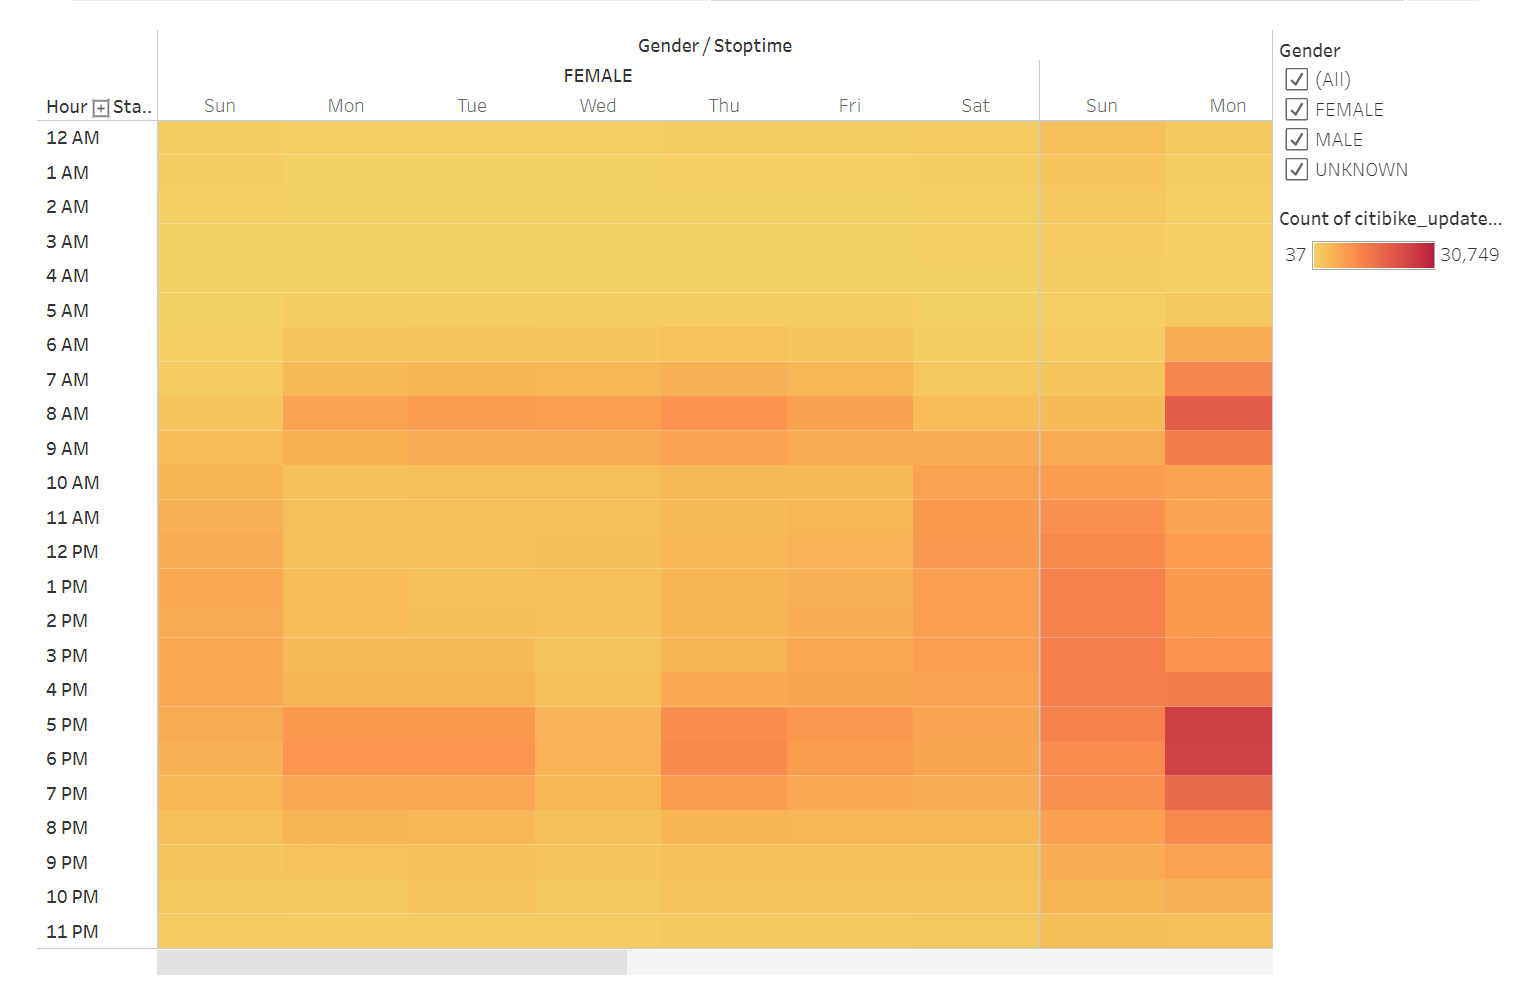 Gender / Stoptime
FEMALE
Hour Sta.. Sun Mon Tue Wed Thu Fri Sat Sun Mon
12 AM
1 AM
2 AM
3 AM
4 AM
5 AM
6 AM
7 AM
8 AM
9 AM
10 AM
11 AM
12 PM
1 PM
2 PM
3 PM
4 PM
5 PM
6 PM
7 PM
8 PM
9 PM
10 PM
11 PM
Gender
(All)
FEMALE
MALE
UNKNOWN
Count of citibike_update...
37 30,749